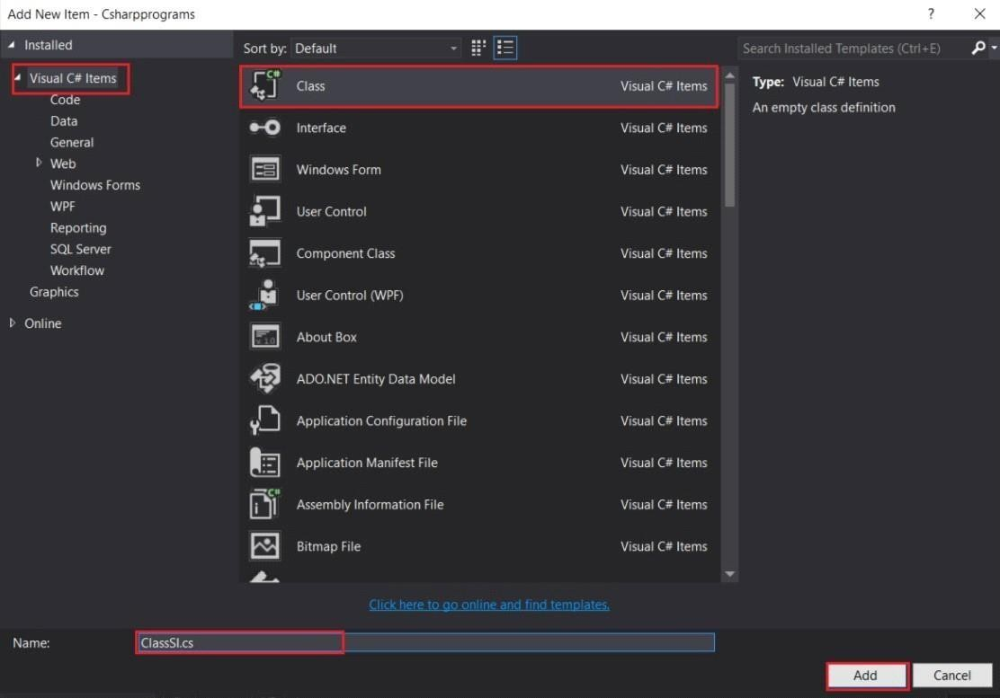 Add New Item - Csharpprograms
?
Installed
Visual C# Items
Code
Data
General
Web
Windows Forms
WPF
Reporting
SQL Server
Workflow
Graphics
Online
Sort by: Default
Class Visual C# Items
Interface Visual C# Items
Windows Form Visual C# Items
User Control Visual C# Items
Component Class Visual C# Items
User Control (WPF) Visual C# Items
About Box Visual C# Items
ADO.NET Entity Data Model Visual C# Items
Application Configuration File Visual C# Items
Application Manifest File Visual C# Items
Assembly Information File Visual C# Items
Bitmap File Visual C# Items
Click here to go online and find templates.
Search Installed Templates (Ctrl+E)
Type: Visual C# Items
An empty class definition
Name: ClassSI.cs
Add Cancel